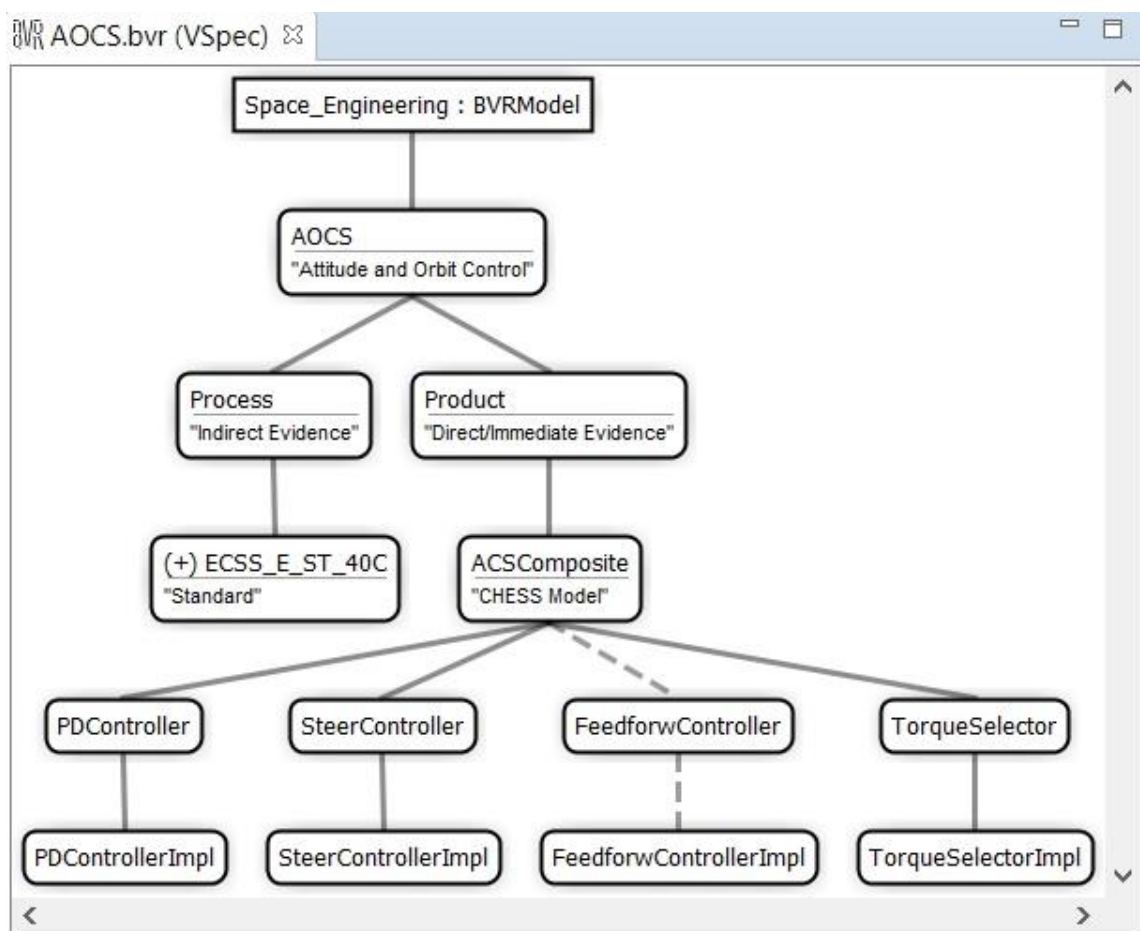 BVR AOCS.bvr (VSpec)
Space_Engineering : BVRModel
AOCS
"Attitude and Orbit Control"
Process
"Indirect Evidence"
Product
"Direct/Immediate Evidence"
(+) ECSS_E_ST_40C
"Standard"
ACSComposite
"CHESS Model"
PDController
SteerController
FeedforwController
TorqueSelector
PDControllerImpl
SteerControllerImpl
FeedforwControllerImpl
TorqueSelectorImpl